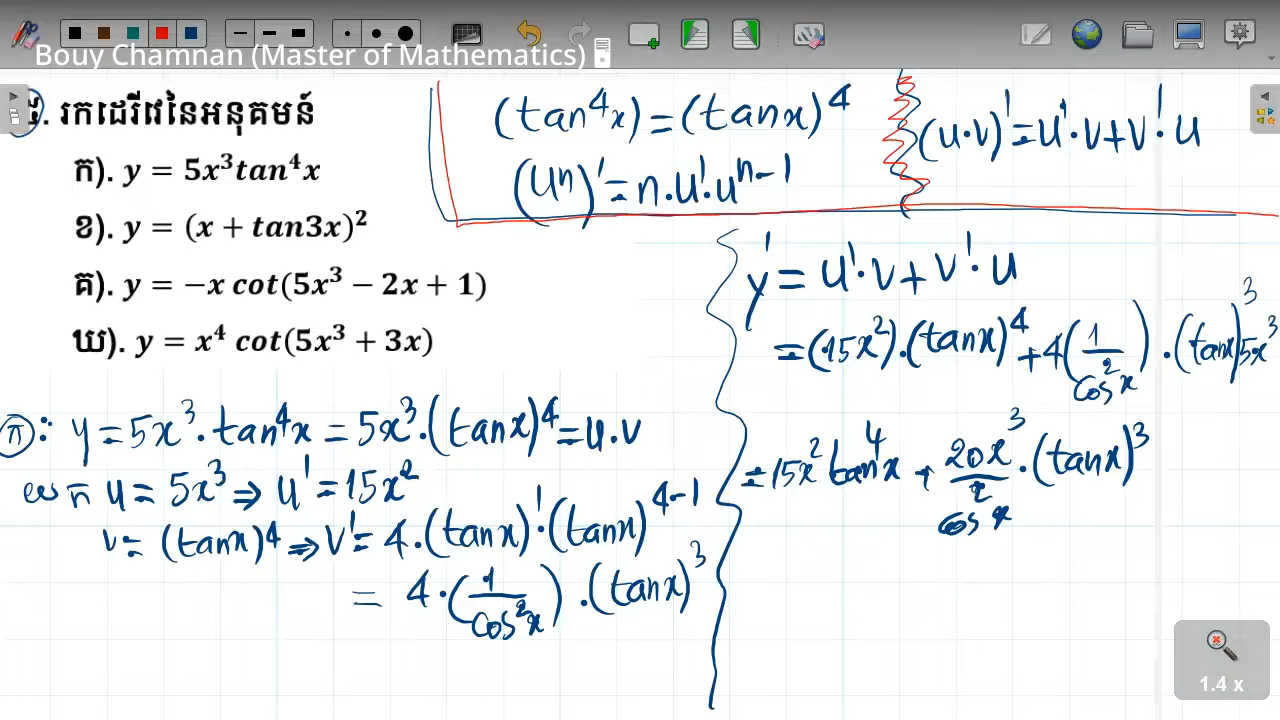 Bouy Chamnan (Master of Mathematics)
រកដេរីវេនៃអនុគមន៍
ក). y = 5x³tan⁴x
ខ). y = (x + tan3x)²
គ). y = −x cot(5x³ − 2x + 1)
ឃ). y = x⁴ cot(5x³ + 3x)
(tan⁴x) = (tanx)⁴
(uⁿ)' = n·u'·uⁿ⁻¹
(u·v)' = u'·v + v'·u
ក: y = 5x³·tan⁴x = 5x³·(tanx)⁴ = u·v
u = 5x³ ⇒ u' = 15x²
v = (tanx)⁴ ⇒ v' = 4·(tanx)'·(tanx)⁴⁻¹
= 4·(1/cos²x)·(tanx)³
y' = u'·v + v'·u
= (15x²)·(tanx)⁴ + 4(1/cos²x)·(tanx)³5x³
= 15x²tan⁴x + 20x³/cos²x·(tanx)³
1.4 x